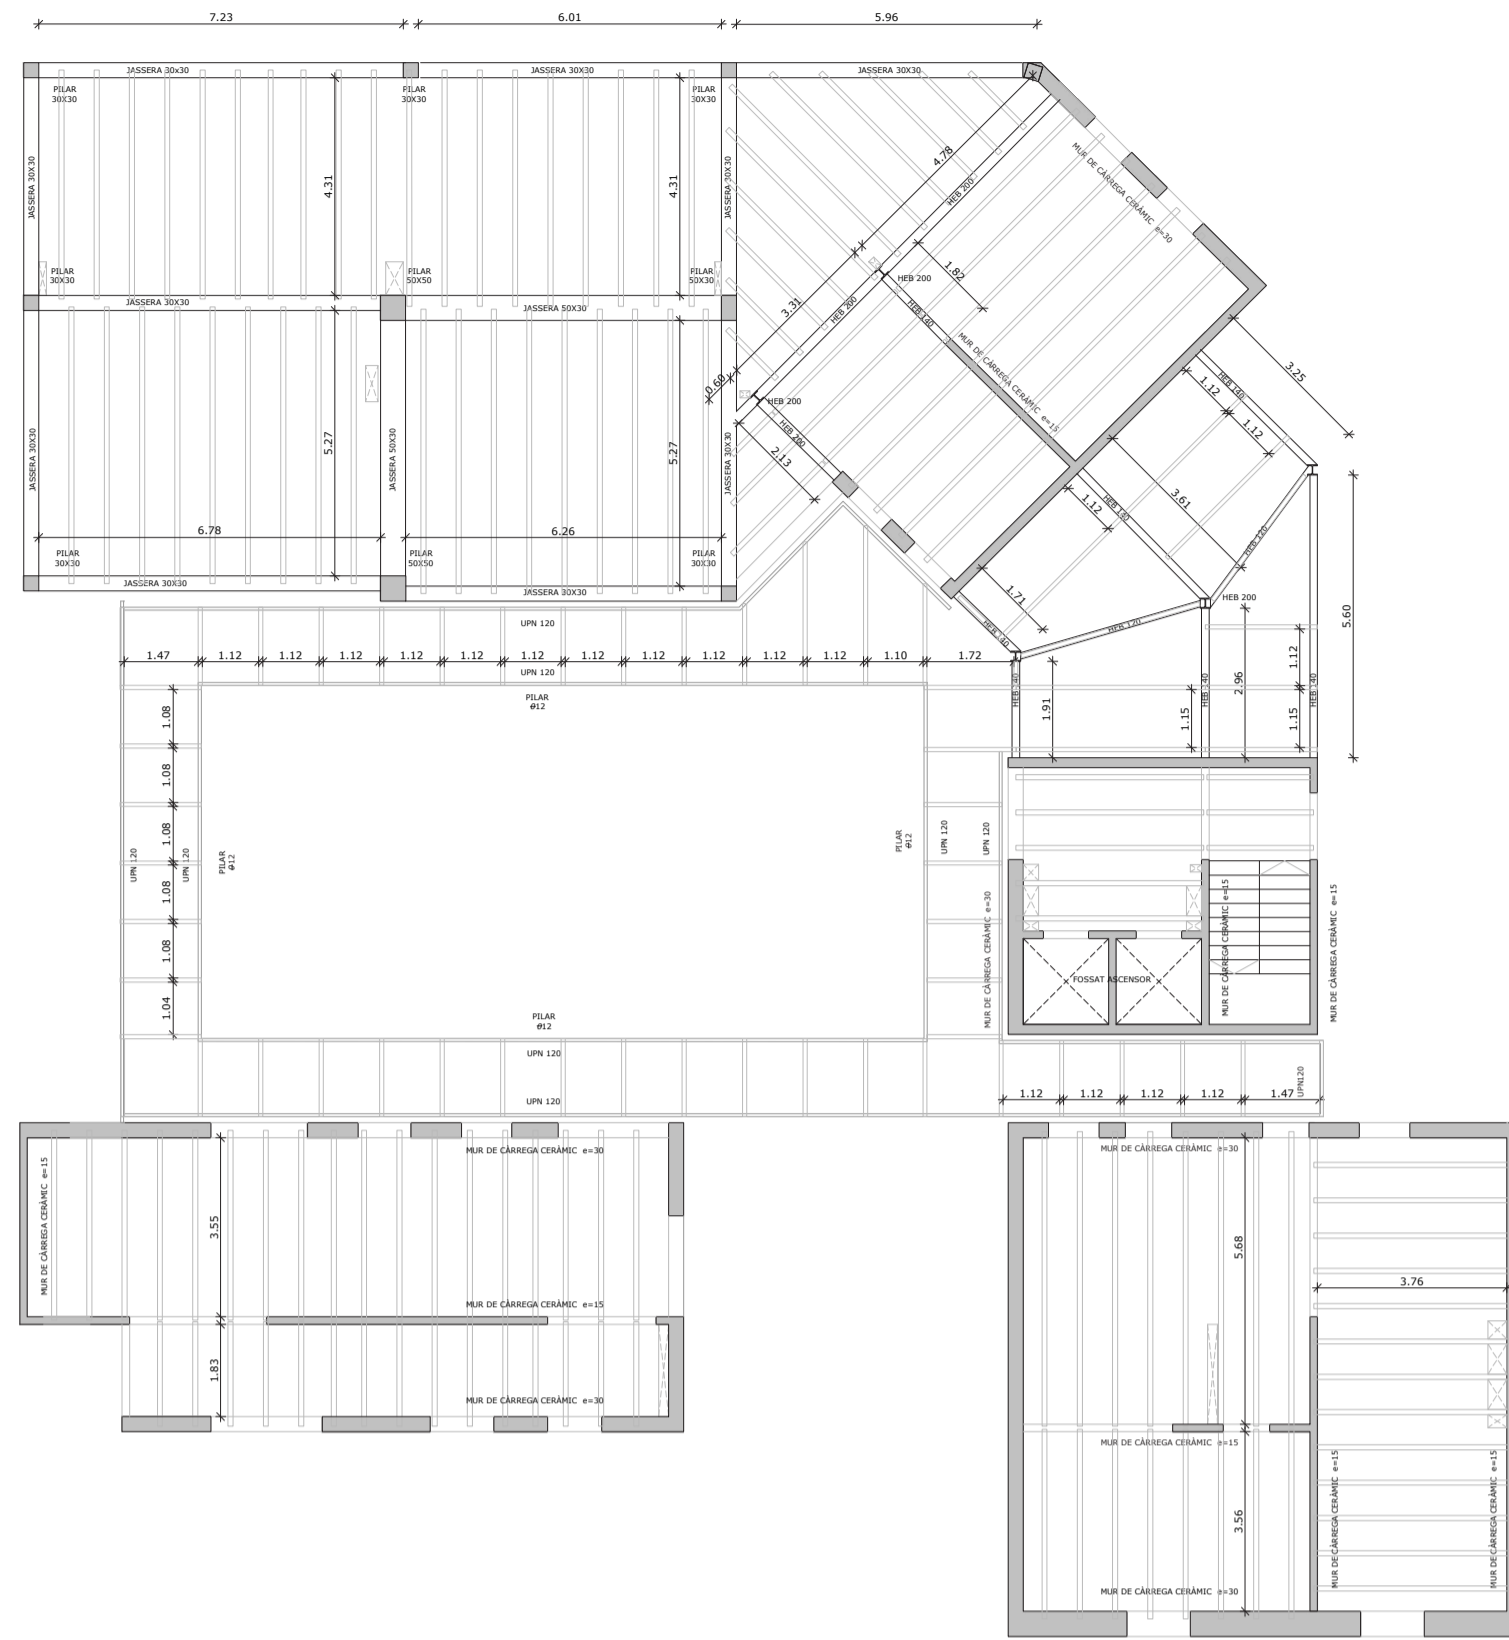 7.23
6.01
5.96
JASSERA 30x30
JASSERA 30X30
JASSERA 30X30
PILAR
30X30
PILAR
30X30
PILAR
30X30
JASSERA 30X30
4.31
4.31
JASSERA 30X30
4.78
HEB 200
MUR DE CÀRREGA CERÀMIC e=30
PILAR
30X30
PILAR
50X50
PILAR
50X30
HEB 200
1.82
JASSERA 30X30
JASSERA 50X30
3.31
HEB 200
HEB 140
MUR DE CÀRREGA CERÀMIC e=15
0.60
HEB 200
HEB 200
2.13
3.25
HEB 140
1.12
1.12
JASSERA 30X30
5.27
JASSERA 50X30
5.27
JASSERA 30X30
6.78
6.26
3.61
HEB 140
1.12
HEB 120
PILAR
30X30
PILAR
50X50
PILAR
30X30
JASSERA 30X30
JASSERA 30X30
1.71
HEB 140
HEB 120
HEB 200
5.60
UPN 120
1.47
1.12
1.12
1.12
1.12
1.12
1.12
1.12
1.12
1.12
1.12
1.12
1.10
1.72
UPN 120
PILAR
ø12
HEB 140
1.91
1.15
HEB 140
2.96
1.12
1.15
HEB 140
1.08
1.08
1.08
1.08
1.08
1.04
UPN 120
UPN 120
PILAR
ø12
PILAR
ø12
UPN 120
UPN 120
MUR DE CÀRREGA CERÀMIC e=30
MUR DE CÀRREGA CERÀMIC e=15
MUR DE CÀRREGA CERÀMIC e=15
FOSSAT ASCENSOR
PILAR
ø12
UPN 120
UPN 120
1.12
1.12
1.12
1.12
1.47
UPN120
MUR DE CÀRREGA CERÀMIC e=15
MUR DE CÀRREGA CERÀMIC e=30
3.55
MUR DE CÀRREGA CERÀMIC e=15
1.83
MUR DE CÀRREGA CERÀMIC e=30
MUR DE CÀRREGA CERÀMIC e=30
5.68
3.76
MUR DE CÀRREGA CERÀMIC e=15
3.56
MUR DE CÀRREGA CERÀMIC e=15
MUR DE CÀRREGA CERÀMIC e=15
MUR DE CÀRREGA CERÀMIC e=30